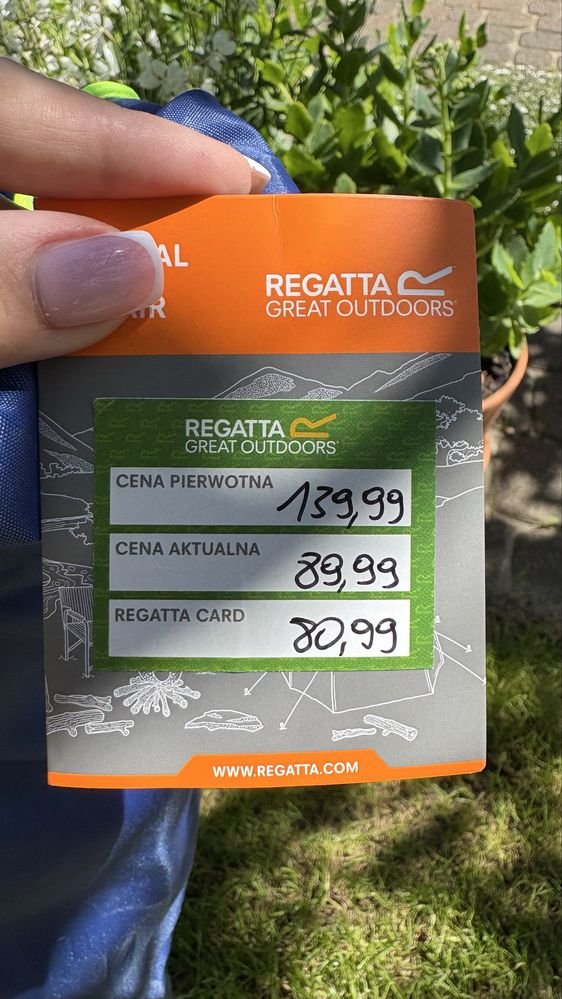 REGATTA
GREAT OUTDOORS
REGATTA
GREAT OUTDOORS
CENA PIERWOTNA 139,99
CENA AKTUALNA 89,99
REGATTA CARD 80,99
WWW.REGATTA.COM